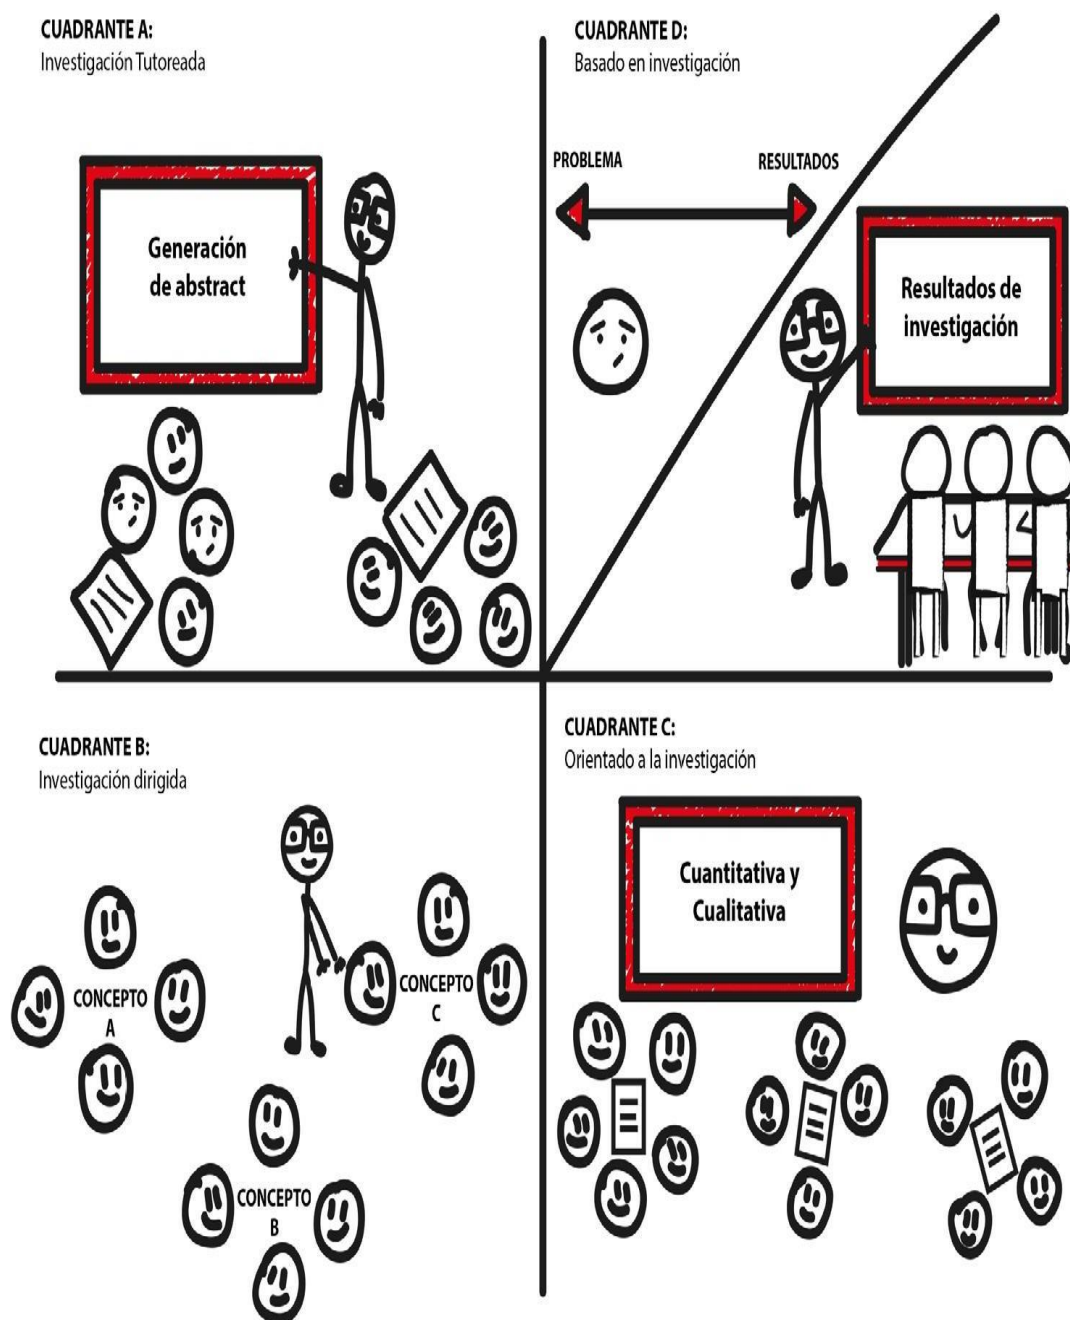 CUADRANTE A:
Investigación Tutoreada
Generación
de abstract
CUADRANTE D:
Basado en investigación
PROBLEMA
RESULTADOS
Resultados de
investigación
CUADRANTE B:
Investigación dirigida
CONCEPTO
A
CONCEPTO
C
CONCEPTO
B
CUADRANTE C:
Orientado a la investigación
Cuantitativa y
Cualitativa